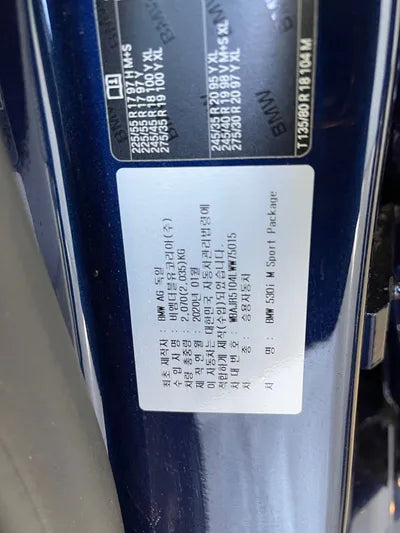 225/55 R 17 97 H M+S
225/55 R 17 97
245/45 R 18 100 Y XL
275/35 R 19 100 Y XL
245/35 R 20 95 Y XL
245/40 R 19 98 V M+S XL
275/30 R 20 97 Y XL
T 135/80 R 18 104 M
BMW
최초 제작사 : BMW AG 독일
수 입 자 명 : 비엠더블유코리아(주)
차량 총중량 : 2,070(2,035)KG
제 작 년 월 : 2020년 01월
이 자동차는 대한민국 자동차관리법령에
적합하게 제작(수입)되었습니다.
차 대 번 호 : WBAJR5104LWW75015
차 종 : 승용자동차
차 명 : BMW 530i M Sport Package